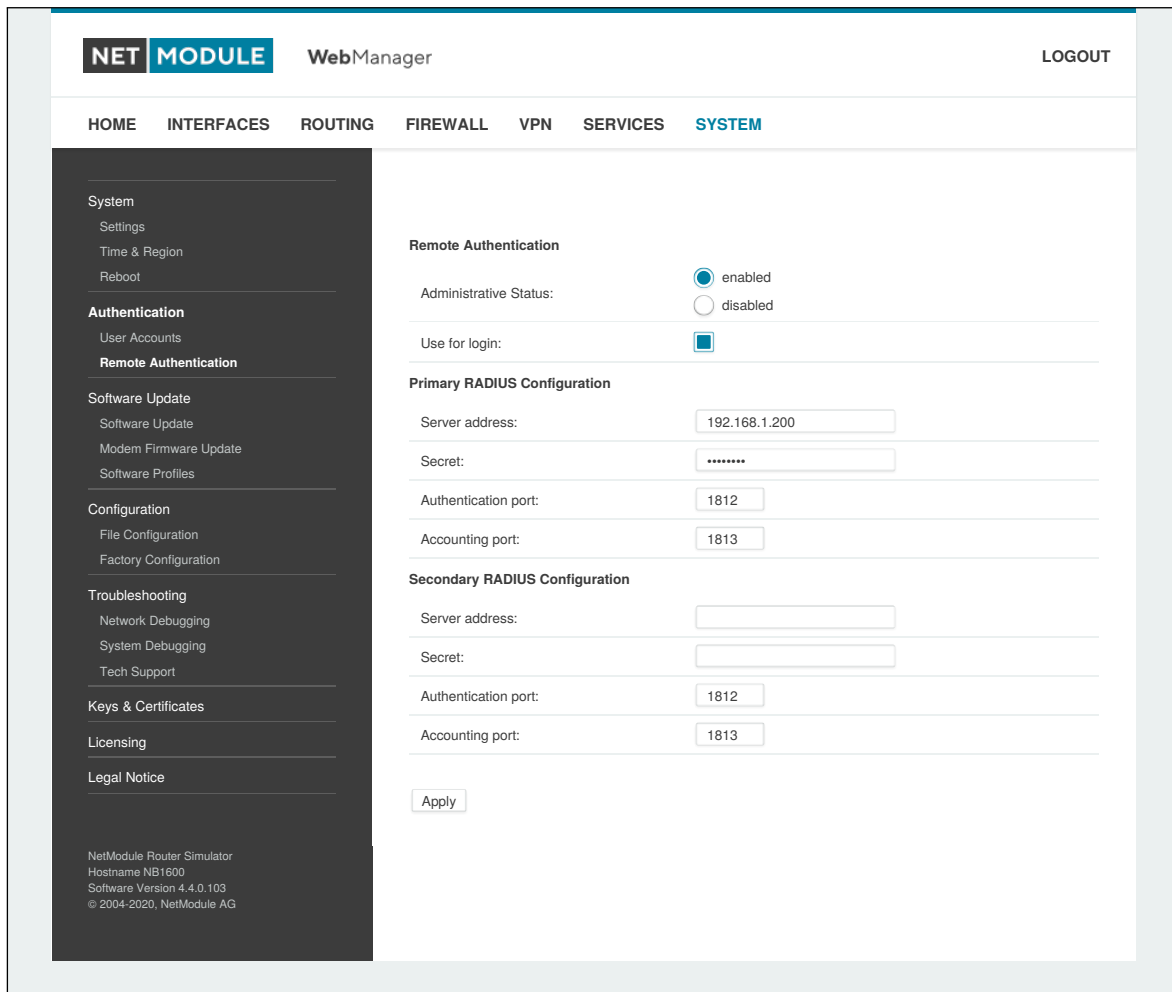 NET MODULE WebManager LOGOUT
HOME INTERFACES ROUTING FIREWALL VPN SERVICES SYSTEM
System
Settings
Time & Region
Reboot
Authentication
User Accounts
Remote Authentication
Software Update
Software Update
Modem Firmware Update
Software Profiles
Configuration
File Configuration
Factory Configuration
Troubleshooting
Network Debugging
System Debugging
Tech Support
Keys & Certificates
Licensing
Legal Notice
NetModule Router Simulator
Hostname NB1600
Software Version 4.4.0.103
© 2004-2020, NetModule AG
Remote Authentication
Administrative Status:
enabled
disabled
Use for login:
Primary RADIUS Configuration
Server address: 192.168.1.200
Secret: ••••••••
Authentication port: 1812
Accounting port: 1813
Secondary RADIUS Configuration
Server address:
Secret:
Authentication port: 1812
Accounting port: 1813
Apply